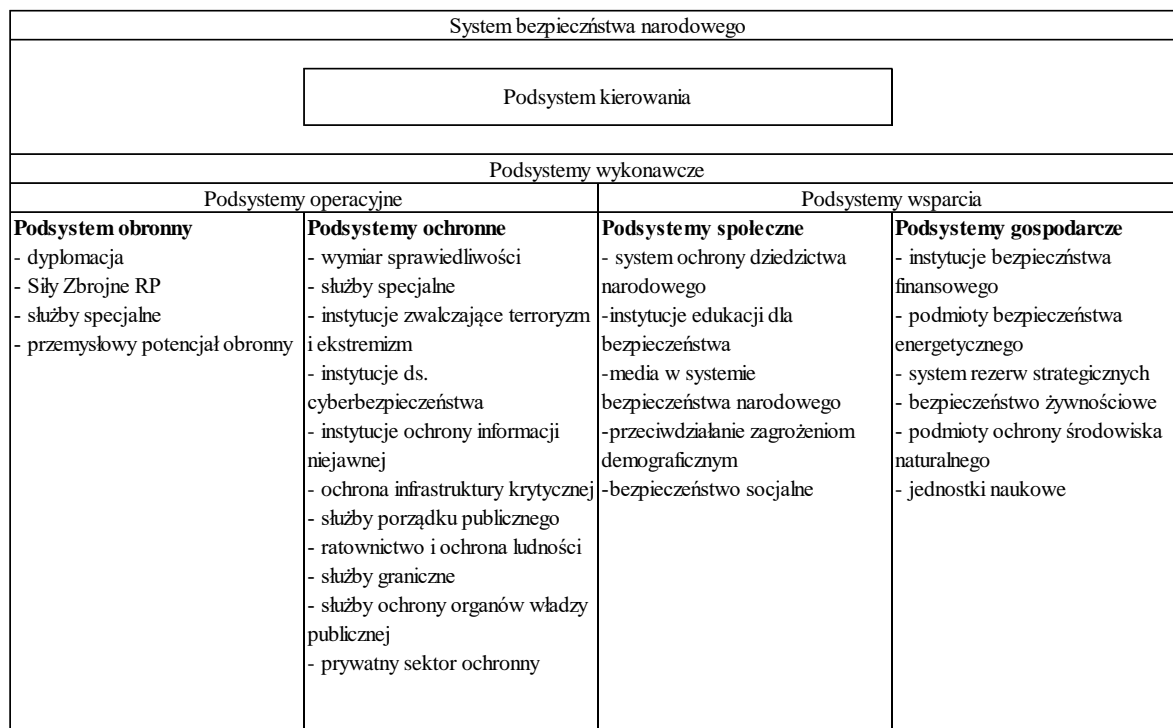 System bezpieczństwa narodowego
Podsystem kierowania
Podsystemy wykonawcze
Podsystemy operacyjne
Podsystemy wsparcia
Podsystem obronny
- dyplomacja
- Siły Zbrojne RP
- służby specjalne
- przemysłowy potencjał obronny
Podsystemy ochronne
- wymiar sprawiedliwości
- służby specjalne
- instytucje zwalczające terroryzm
i ekstremizm
- instytucje ds.
cyberbezpieczeństwa
- instytucje ochrony informacji
niejawnej
- ochrona infrastruktury krytycznej
- służby porządku publicznego
- ratownictwo i ochrona ludności
- służby graniczne
- służby ochrony organów władzy
publicznej
- prywatny sektor ochronny
Podsystemy społeczne
- system ochrony dziedzictwa
narodowego
-instytucje edukacji dla
bezpieczeństwa
-media w systemie
bezpieczeństwa narodowego
-przeciwdziałanie zagrożeniom
demograficznym
-bezpieczeństwo socjalne
Podsystemy gospodarcze
- instytucje bezpiecznństwa
finansowego
- podmioty bezpieczeństwa
energetycznego
- system rezerw strategicznych
- bezpieczeństwo żywnościowe
- podmioty ochrony środowiska
naturalnego
- jednostki naukowe